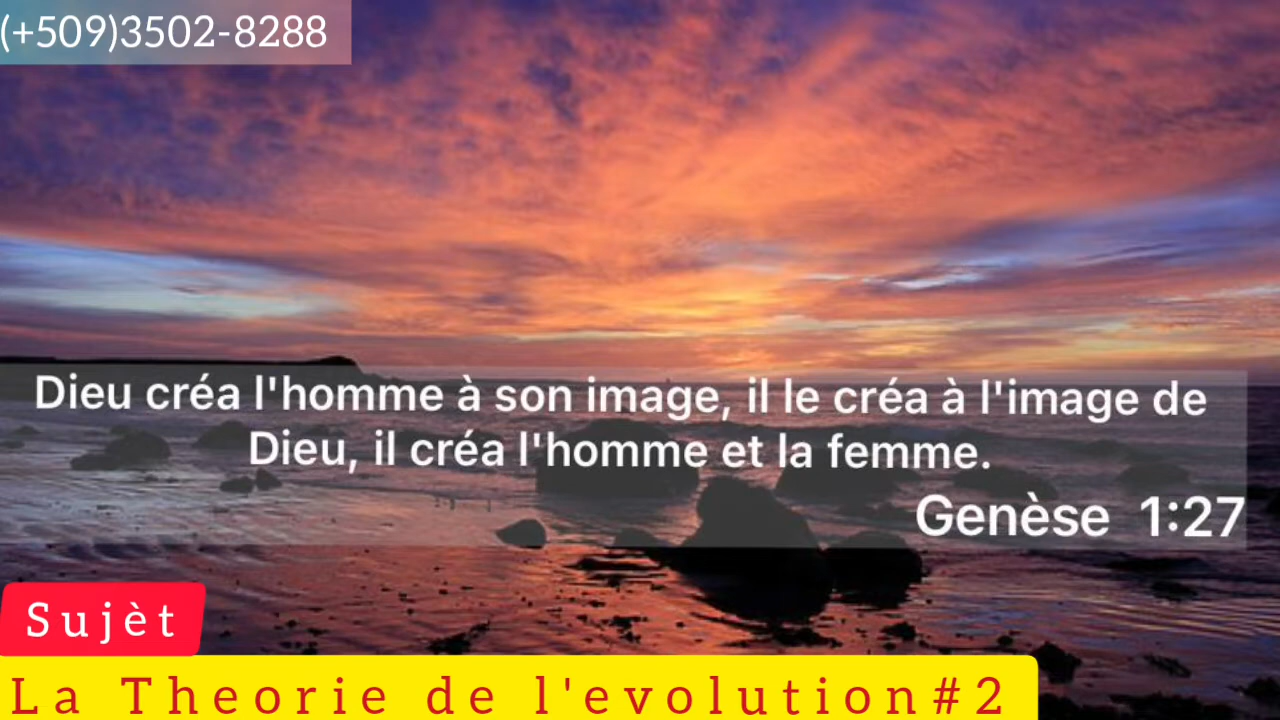 (+509)3502-8288
Dieu créa l'homme à son image, il le créa à l'image de
Dieu, il créa l'homme et la femme.
Genèse 1:27
Sujèt
La Theorie de l'evolution#2